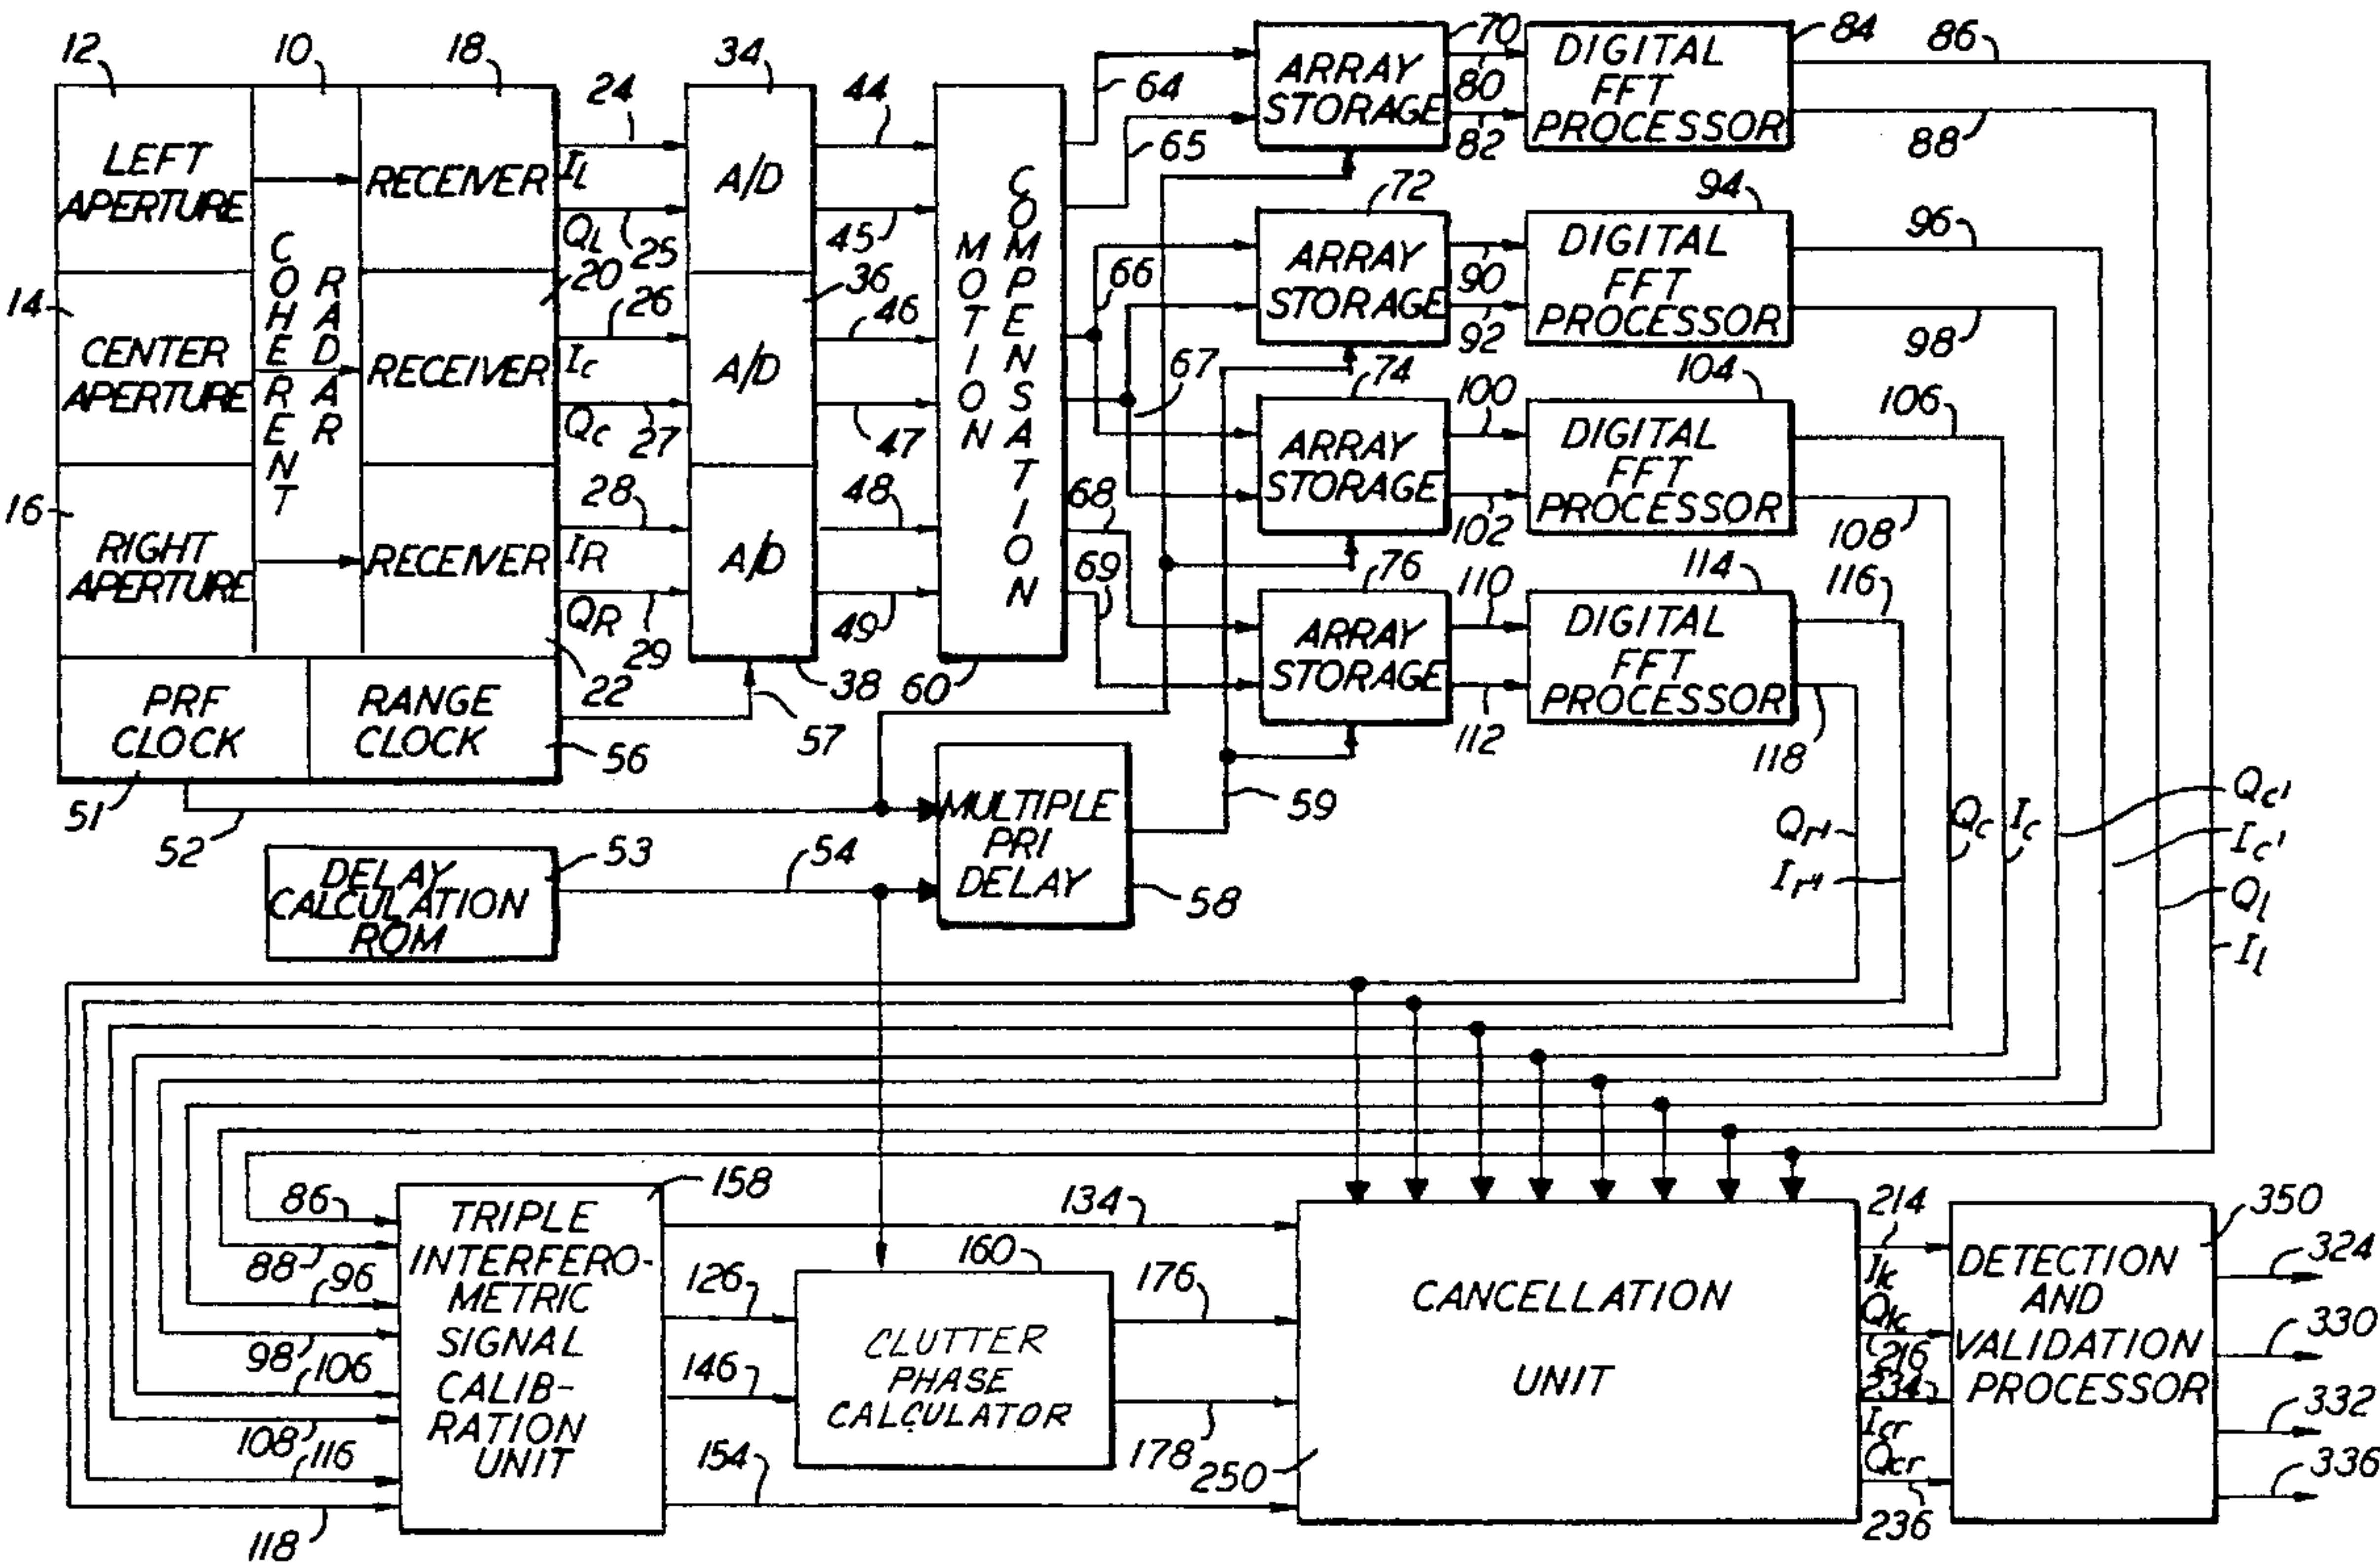 12
10
18
24
34
44
LEFT
APERTURE
COHERENT
RADAR
RECEIVER
Il
QL
25
A/D
45
20
14
CENTER
APERTURE
RECEIVER
26
Ic
Qc
27
36
A/D
46
47
16
RIGHT
APERTURE
RECEIVER
28
IR
QR
29
22
A/D
48
49
38
60
MOTION
COMPENSATION
PRF
CLOCK
RANGE
CLOCK
51
52
56
57
64
65
66
67
68
69
70
ARRAY
STORAGE
80
82
DIGITAL
FFT
PROCESSOR
84
86
88
72
ARRAY
STORAGE
90
92
DIGITAL
FFT
PROCESSOR
94
96
98
74
ARRAY
STORAGE
100
102
DIGITAL
FFT
PROCESSOR
104
106
108
76
ARRAY
STORAGE
110
112
DIGITAL
FFT
PROCESSOR
114
116
118
DELAY
CALCULATION
ROM
53
54
MULTIPLE
PRI
DELAY
58
59
Qc
Ic
Qc'
Ic'
Ql
Il
86
88
96
98
106
108
116
118
TRIPLE
INTERFERO-
METRIC
SIGNAL
CALIB-
RATION
UNIT
158
134
126
146
154
160
CLUTTER
PHASE
CALCULATOR
176
178
250
CANCELLATION
UNIT
214
Qlc
216
234
Icr
Qcr
236
DETECTION
AND
VALIDATION
PROCESSOR
350
324
330
332
336